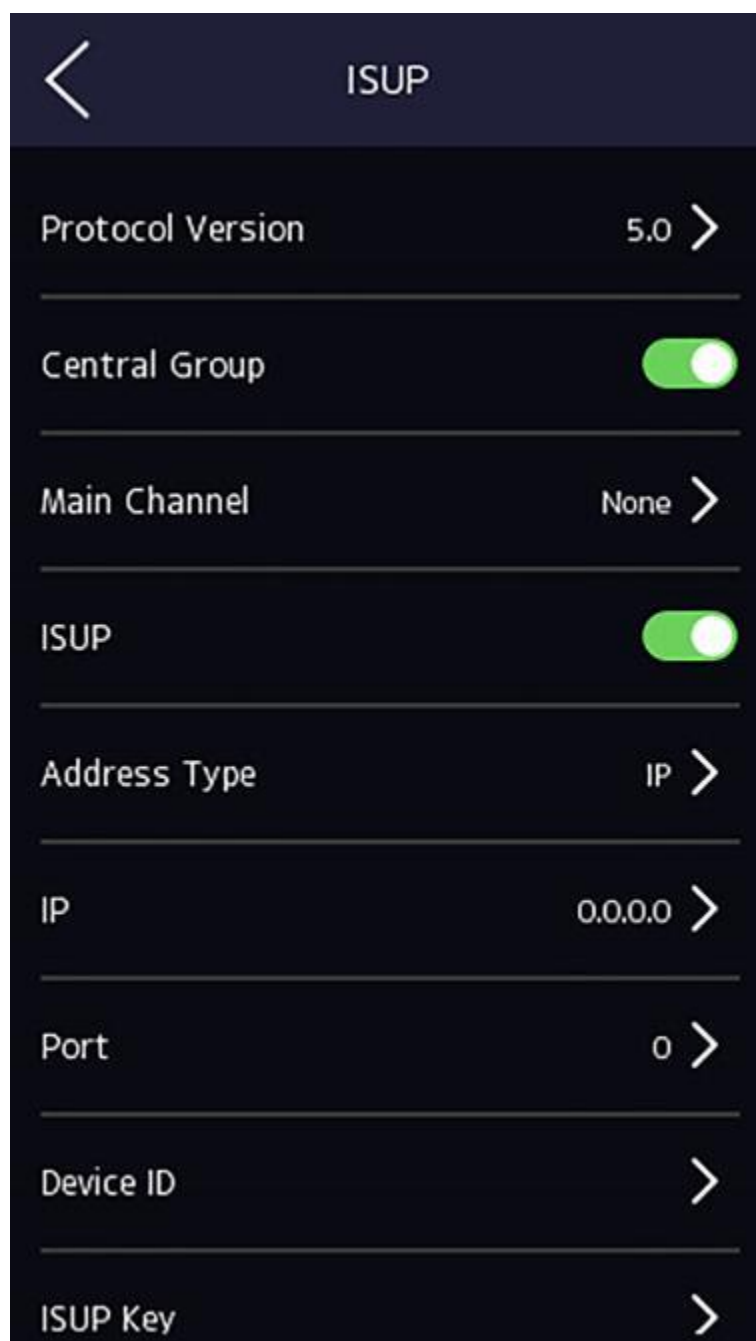 ISUP
Protocol Version 5.0
Central Group
Main Channel None
ISUP
Address Type IP
IP 0.0.0.0
Port 0
Device ID
ISUP Key